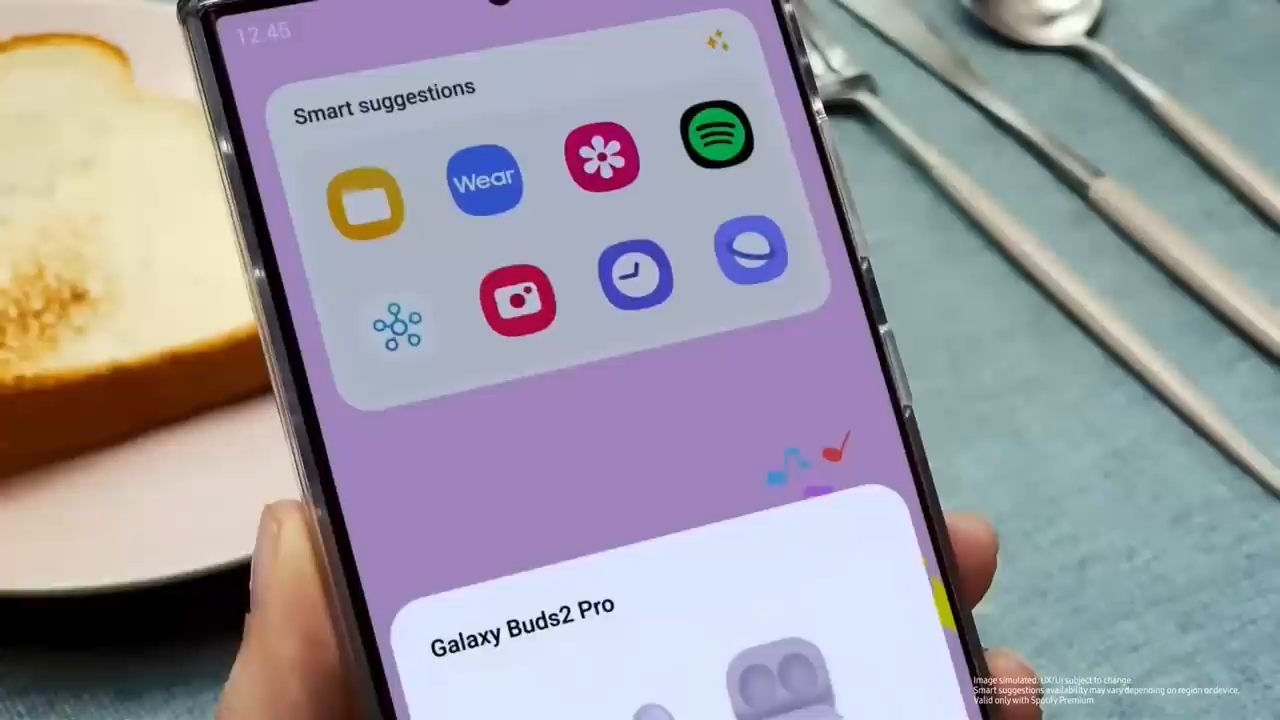 12:45
Smart suggestions
Wear
Galaxy Buds2 Pro
Image simulated. UX/UI subject to change.
Smart suggestions availability may vary depending on region or device.
Valid only with Spotify Premium.